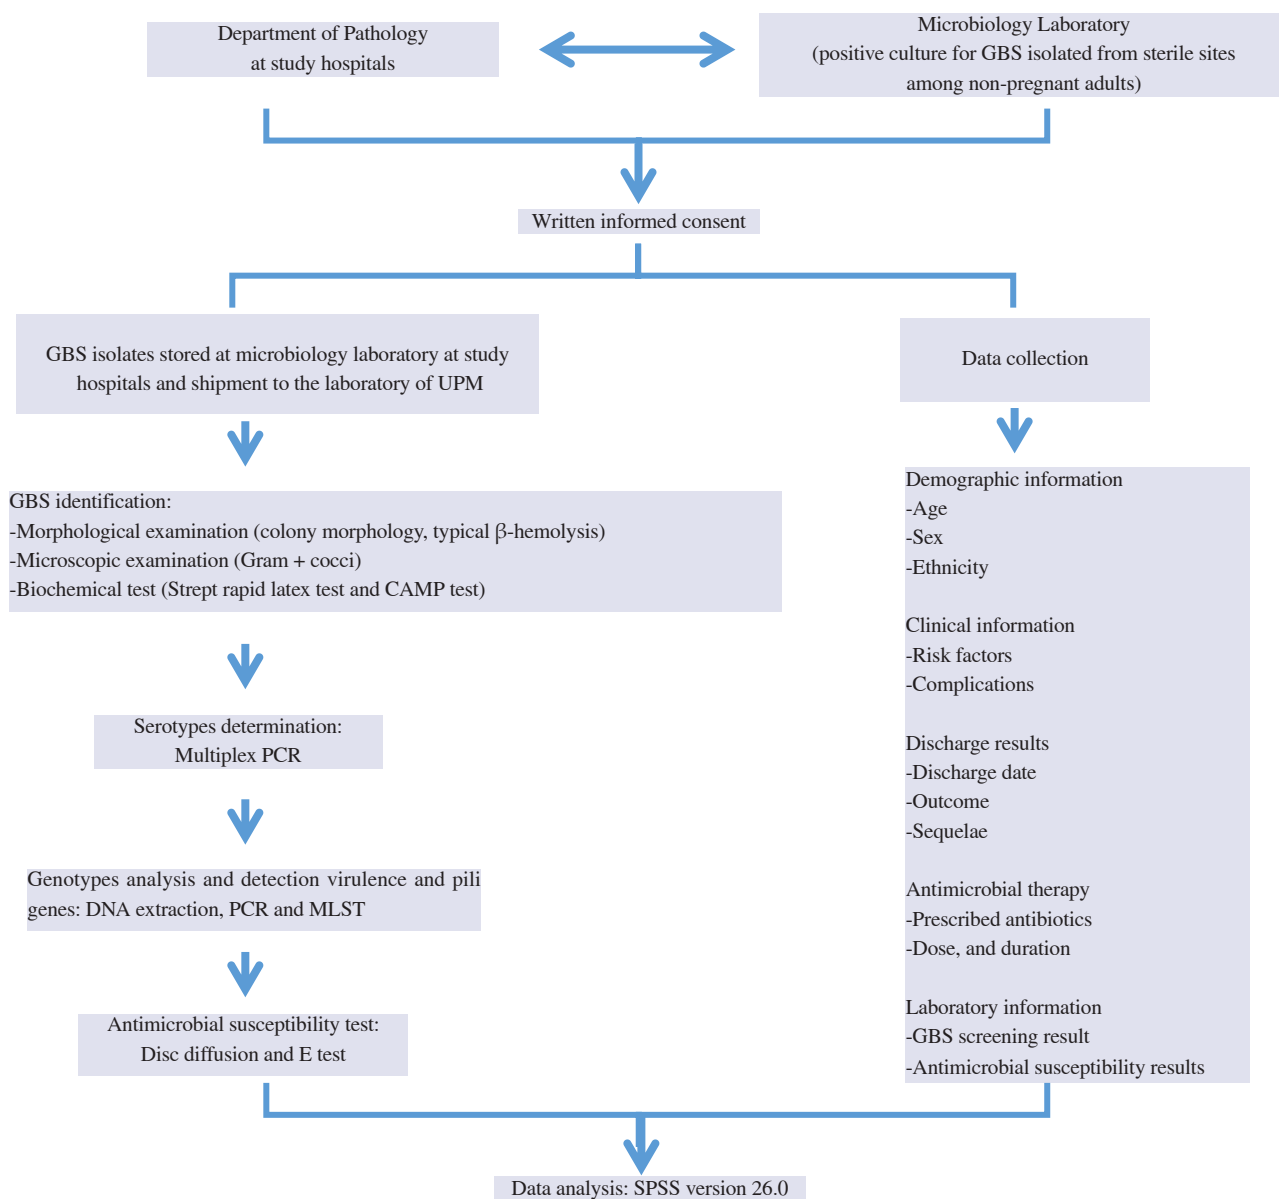 Department of Pathology
at study hospitals
Microbiology Laboratory
(positive culture for GBS isolated from sterile sites
among non-pregnant adults)
Written informed consent
GBS isolates stored at microbiology laboratory at study
hospitals and shipment to the laboratory of UPM
Data collection
GBS identification:
-Morphological examination (colony morphology, typical β-hemolysis)
-Microscopic examination (Gram + cocci)
-Biochemical test (Strept rapid latex test and CAMP test)
Serotypes determination:
Multiplex PCR
Genotypes analysis and detection virulence and pili
genes: DNA extraction, PCR and MLST
Antimicrobial susceptibility test:
Disc diffusion and E test
Demographic information
-Age
-Sex
-Ethnicity
Clinical information
-Risk factors
-Complications
Discharge results
-Discharge date
-Outcome
-Sequelae
Antimicrobial therapy
-Prescribed antibiotics
-Dose, and duration
Laboratory information
-GBS screening result
-Antimicrobial susceptibility results
Data analysis: SPSS version 26.0